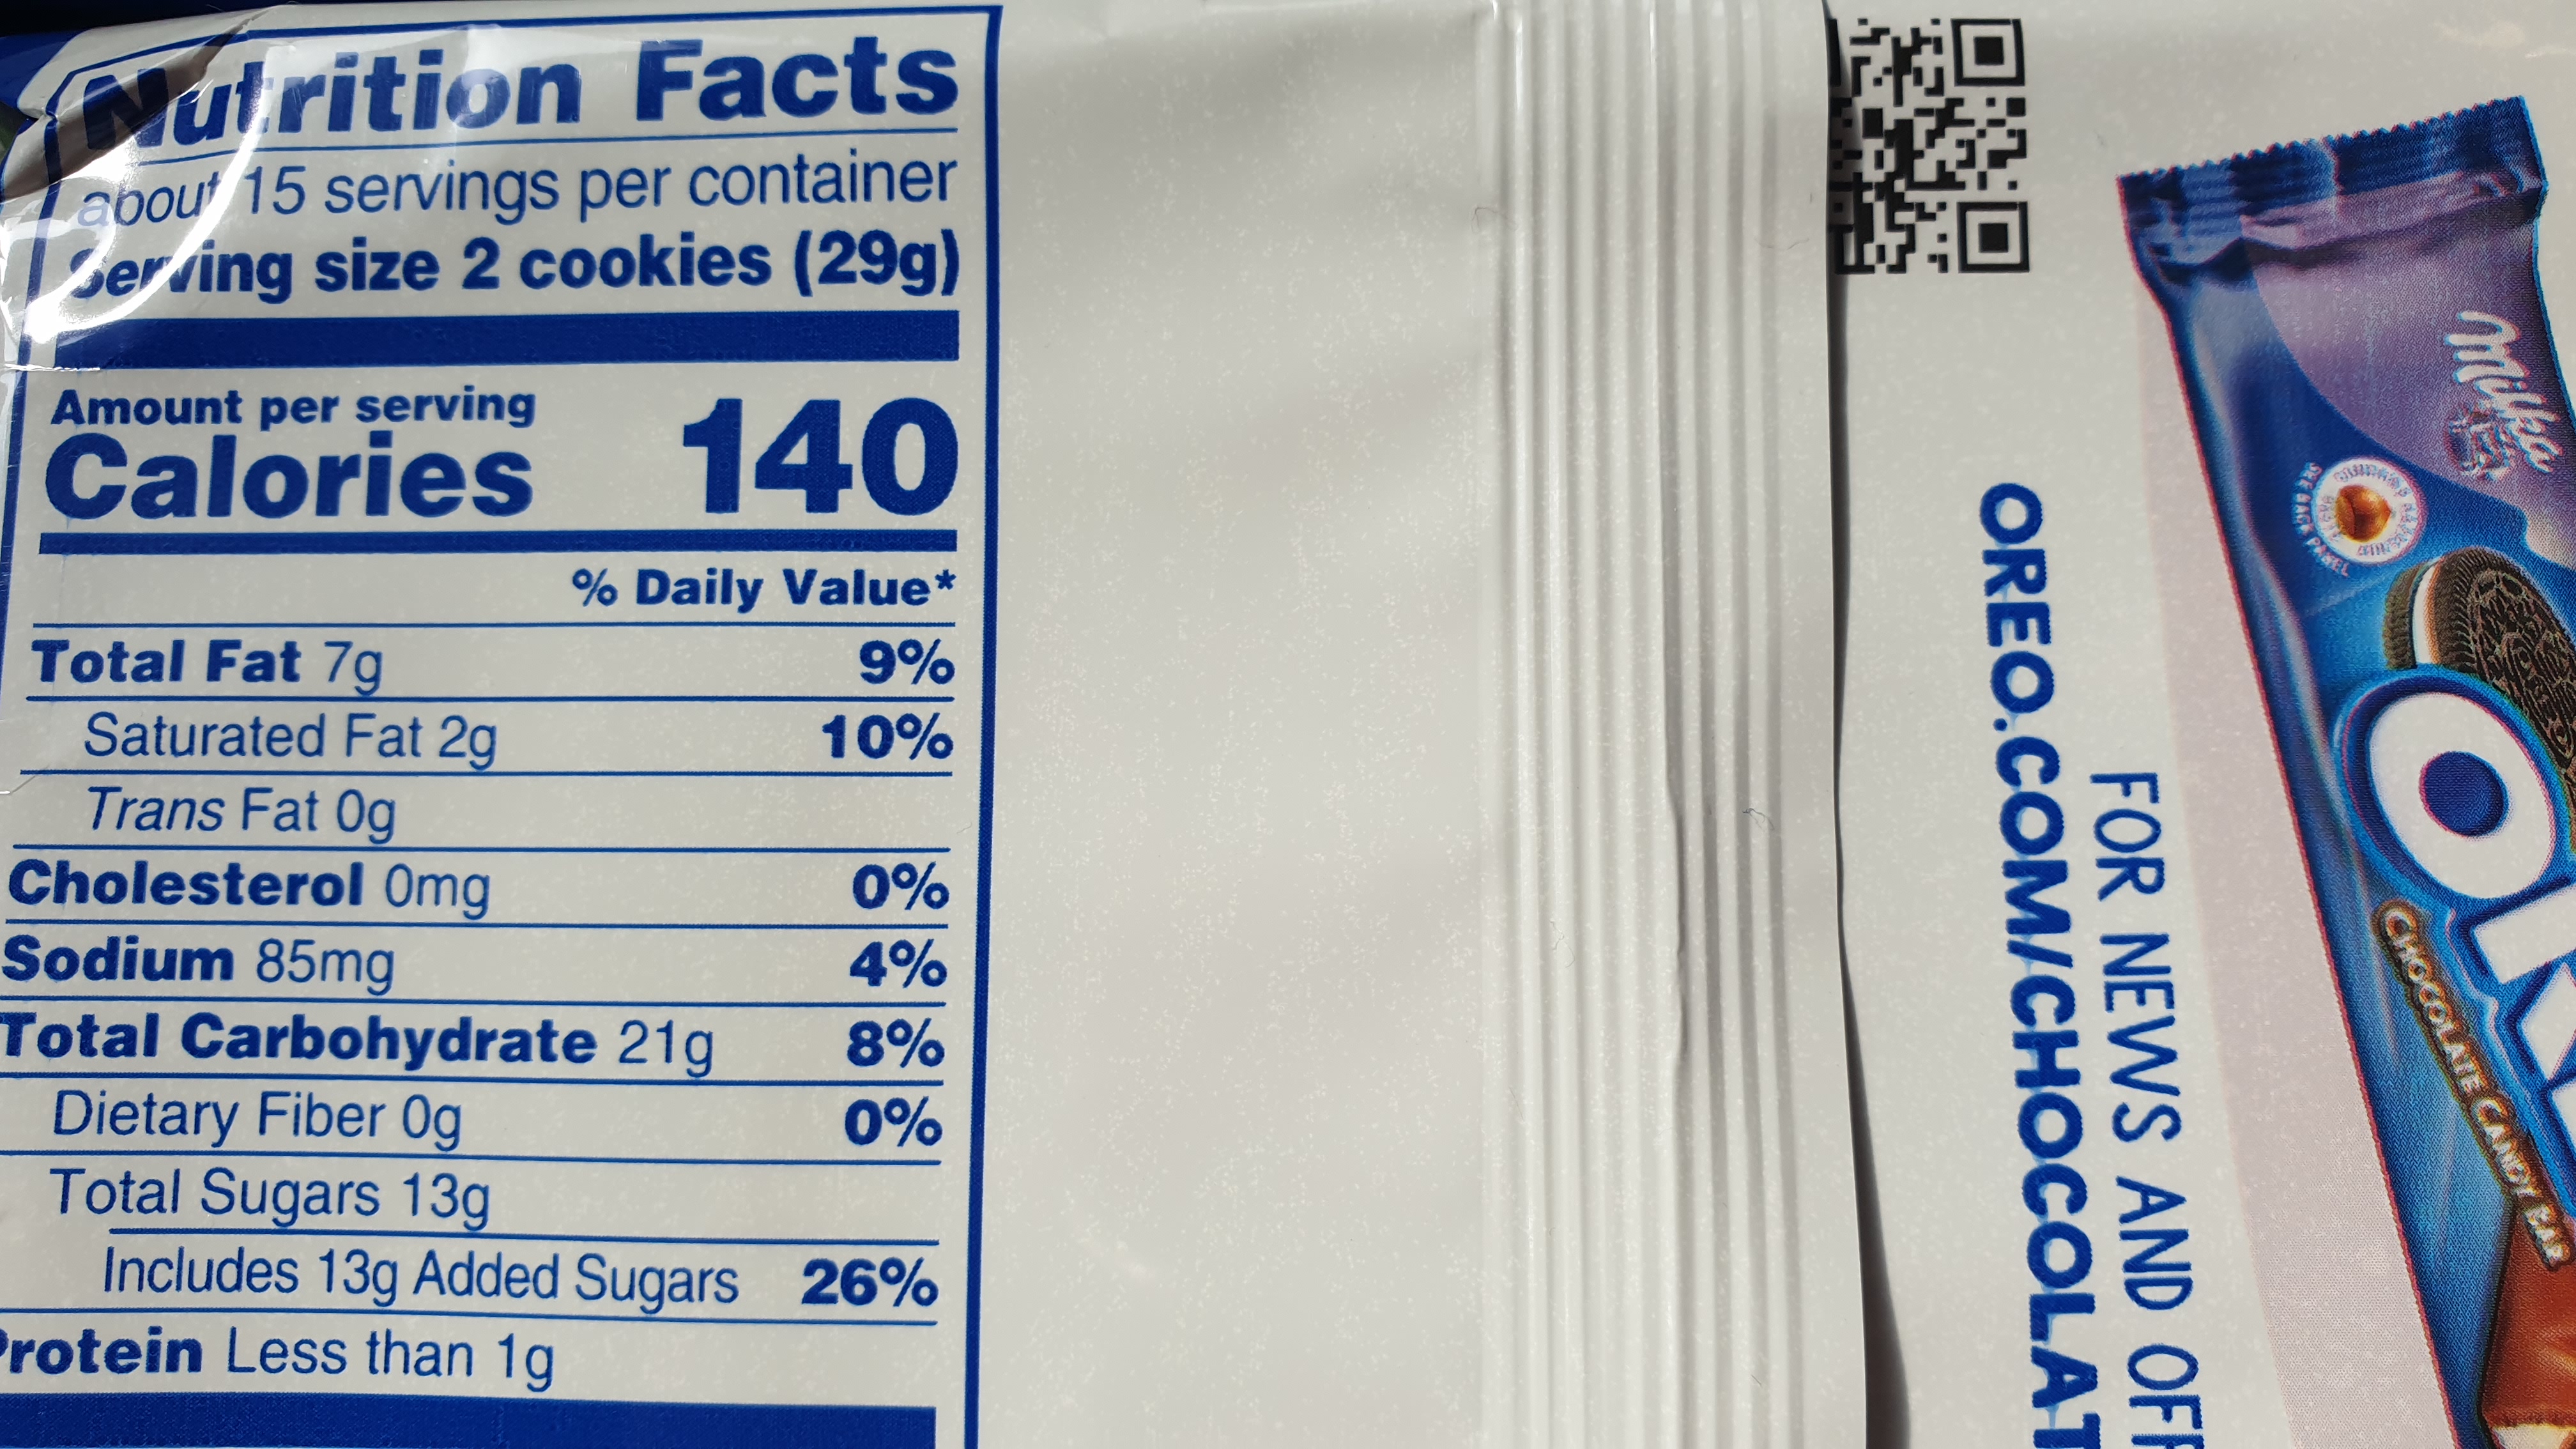 Nutrition Facts
about 15 servings per container
Serving size 2 cookies (29g)
Amount per serving
Calories 140
% Daily Value*
Total Fat 7g 9%
Saturated Fat 2g 10%
Trans Fat 0g
Cholesterol 0mg 0%
Sodium 85mg 4%
Total Carbohydrate 21g 8%
Dietary Fiber 0g 0%
Total Sugars 13g
Includes 13g Added Sugars 26%
Protein Less than 1g
FOR NEWS AND OFF
OREO.COM/CHOCOLAT
Milka
CHOCOLATE CANDY BAR